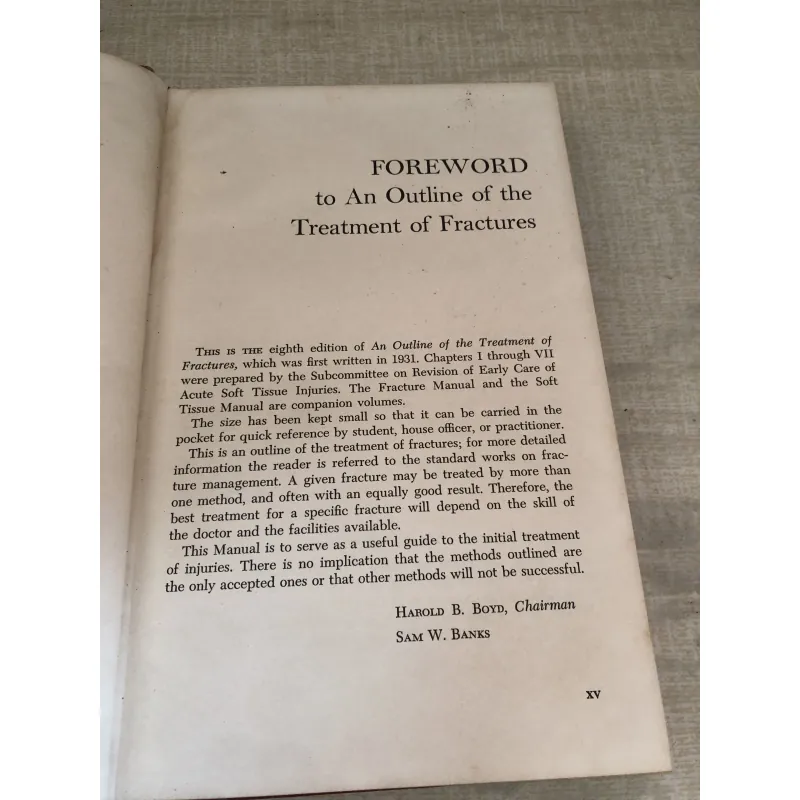 FOREWORD
to An Outline of the
Treatment of Fractures
THIS IS THE eighth edition of An Outline of the Treatment of
Fractures, which was first written in 1931. Chapters I through VII
were prepared by the Subcommittee on Revision of Early Care of
Acute Soft Tissue Injuries. The Fracture Manual and the Soft
Tissue Manual are companion volumes.
The size has been kept small so that it can be carried in the
pocket for quick reference by student, house officer, or practitioner.
This is an outline of the treatment of fractures; for more detailed
information the reader is referred to the standard works on frac-
ture management. A given fracture may be treated by more than
one method, and often with an equally good result. Therefore, the
best treatment for a specific fracture will depend on the skill of
the doctor and the facilities available.
This Manual is to serve as a useful guide to the initial treatment
of injuries. There is no implication that the methods outlined are
the only accepted ones or that other methods will not be successful.
HAROLD B. BOYD, Chairman
SAM W. BANKS
xv